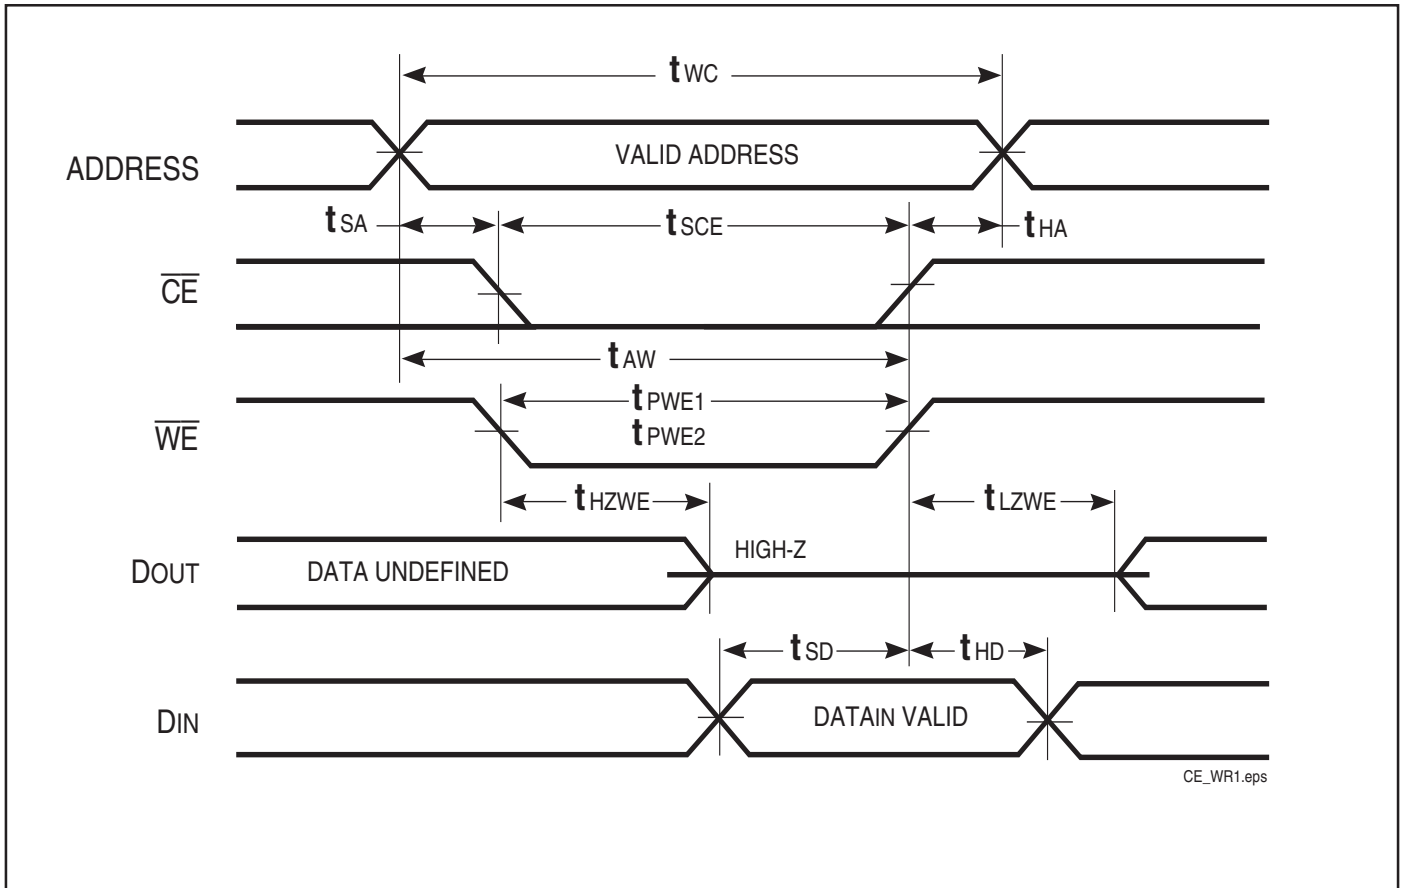 tWC
ADDRESS
VALID ADDRESS
tSA
tSCE
tHA
CE
tAW
tPWE1
WE
tPWE2
tHZWE
tLZWE
HIGH-Z
DOUT
DATA UNDEFINED
tSD
tHD
DIN
DATAIN VALID
CE_WR1.eps